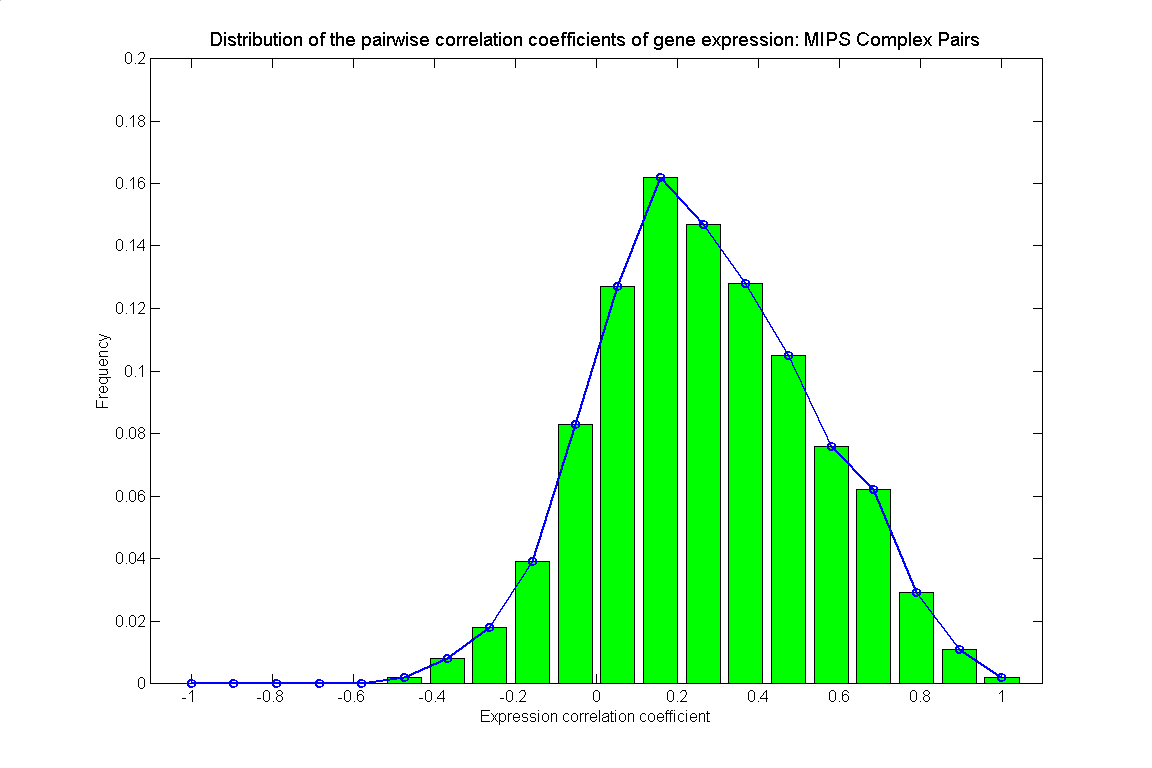 Distribution of the pairwise correlation coefficients of gene expression: MIPS Complex Pairs
0.2
0.18
0.16
0.14
0.12
0.1
0.08
0.06
0.04
0.02
0
Frequency
-1 -0.8 -0.6 -0.4 -0.2 0 0.2 0.4 0.6 0.8 1
Expression correlation coefficient